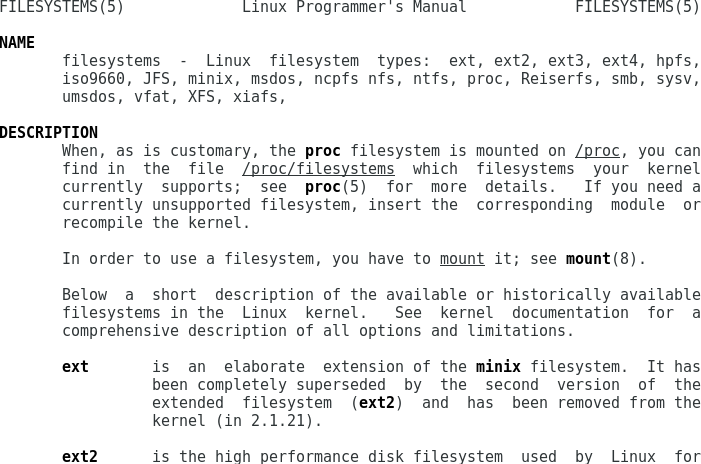 FILESYSTEMS(5) Linux Programmer's Manual FILESYSTEMS(5)
NAME
filesystems - Linux filesystem types: ext, ext2, ext3, ext4, hpfs,
iso9660, JFS, minix, msdos, ncpfs nfs, ntfs, proc, Reiserfs, smb, sysv,
umsdos, vfat, XFS, xiafs,
DESCRIPTION
When, as is customary, the proc filesystem is mounted on /proc, you can
find in the file /proc/filesystems which filesystems your kernel
currently supports; see proc(5) for more details. If you need a
currently unsupported filesystem, insert the corresponding module or
recompile the kernel.
In order to use a filesystem, you have to mount it; see mount(8).
Below a short description of the available or historically available
filesystems in the Linux kernel. See kernel documentation for a
comprehensive description of all options and limitations.
ext is an elaborate extension of the minix filesystem. It has
been completely superseded by the second version of the
extended filesystem (ext2) and has been removed from the
kernel (in 2.1.21).
ext2 is the high performance disk filesystem used by Linux for